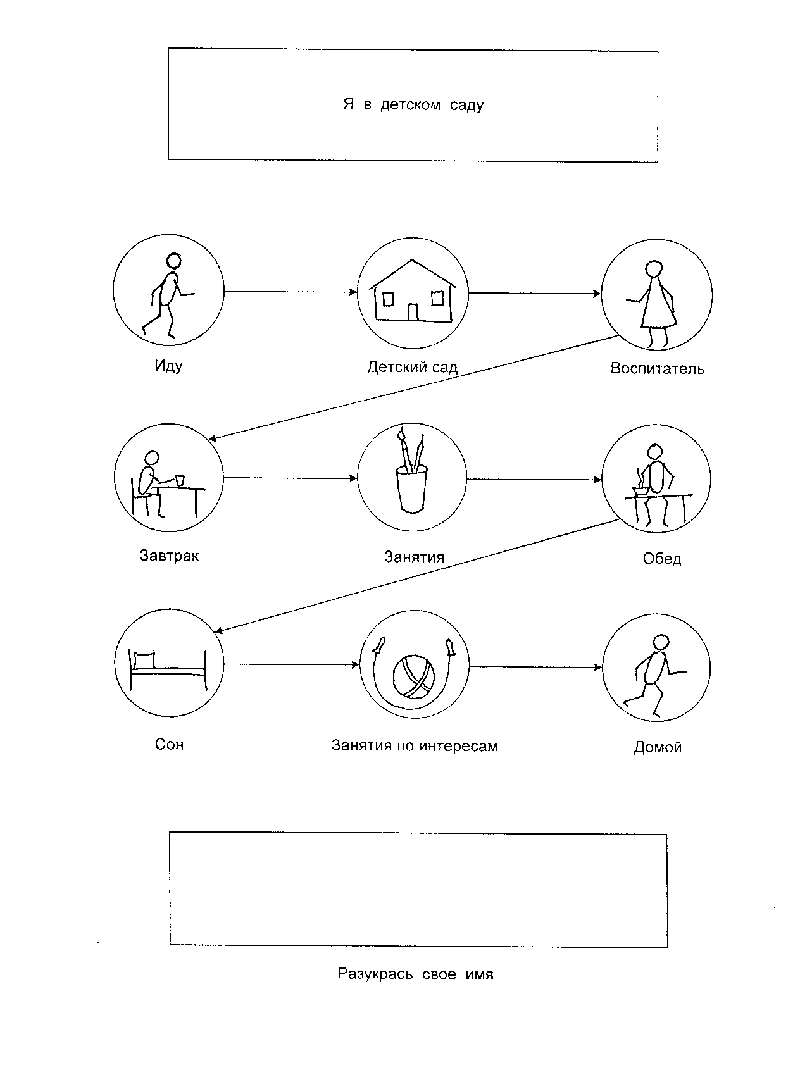 Я в детском саду
Иду
Детский сад
Воспитатель
Завтрак
Занятия
Обед
Сон
Занятия по интересам
Домой
Разукрась свое имя